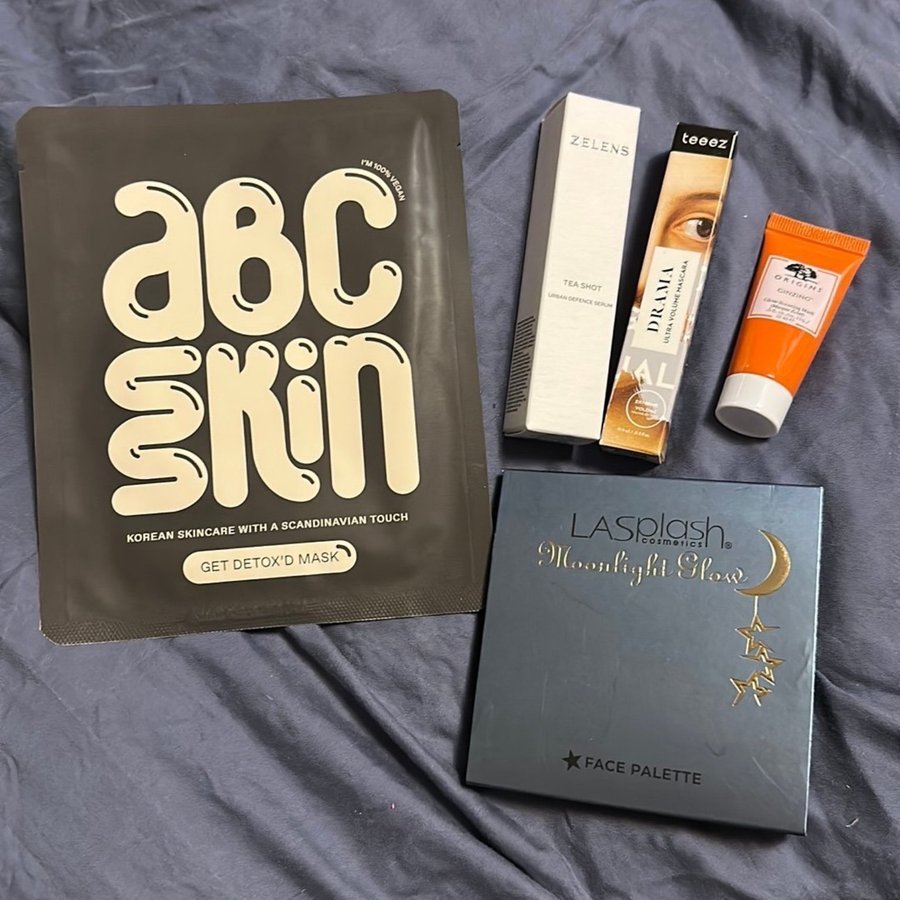 I'M 100% VEGAN
aBC
SKiN
KOREAN SKINCARE WITH A SCANDINAVIAN TOUCH
GET DETOX'D MASK
ZELENS
TEA SHOT
URBAN DEFENCE SERUM
teeez
DRAMA
ULTRA VOLUME MASCARA
ORIGINS
GINZING™
LASplash
cosmetics®
Moonlight Glow
FACE PALETTE